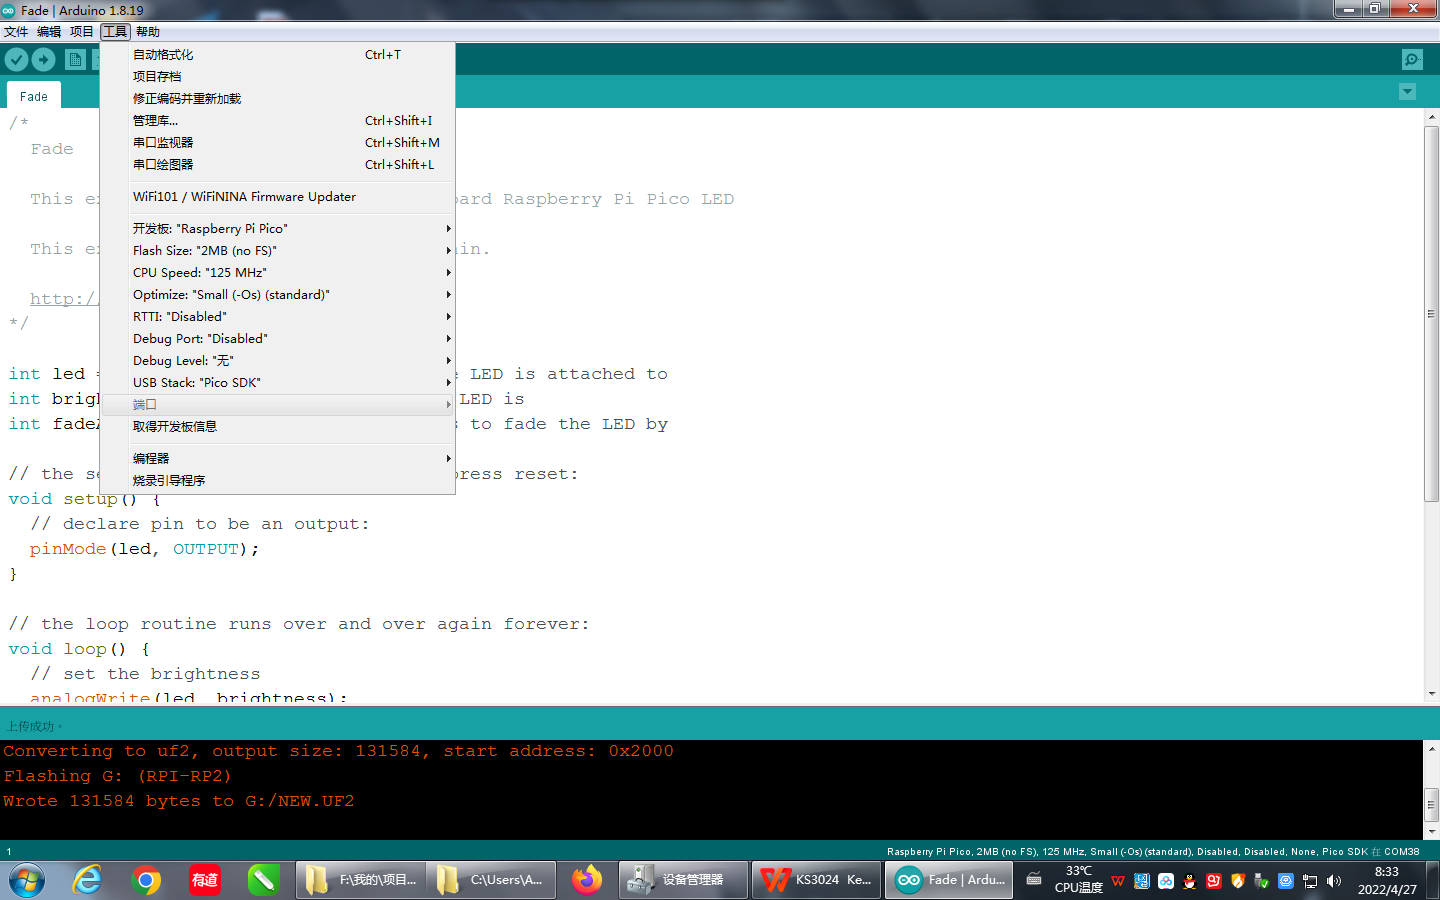 Fade | Arduino 1.8.19
文件 编辑 项目 工具 帮助
自动格式化 Ctrl+T
项目存档
修正编码并重新加载
管理库... Ctrl+Shift+I
串口监视器 Ctrl+Shift+M
串口绘图器 Ctrl+Shift+L
WiFi101 / WiFiNINA Firmware Updater
开发板: "Raspberry Pi Pico"
Flash Size: "2MB (no FS)"
CPU Speed: "125 MHz"
Optimize: "Small (-Os) (standard)"
RTTI: "Disabled"
Debug Port: "Disabled"
Debug Level: "无"
USB Stack: "Pico SDK"
端口
取得开发板信息
编程器
烧录引导程序
Fade
/*
Fade
This ex ard Raspberry Pi Pico LED
This ex in.
http:/
*/
int led = LED is attached to
int brigh LED is
int fadeA to fade the LED by
// the se press reset:
void setup() {
// declare pin to be an output:
pinMode(led, OUTPUT);
}
// the loop routine runs over and over again forever:
void loop() {
// set the brightness
analogWrite(led, brightness);
上传成功。
Converting to uf2, output size: 131584, start address: 0x2000
Flashing G: (RPI-RP2)
Wrote 131584 bytes to G:/NEW.UF2
1 Raspberry Pi Pico, 2MB (no FS), 125 MHz, Small (-Os) (standard), Disabled, Disabled, None, Pico SDK 在 COM38
有道
F:\我的\项目...
C:\Users\A...
设备管理器
KS3024 Ke...
Fade | Ardu...
33℃
CPU温度
8:33
2022/4/27